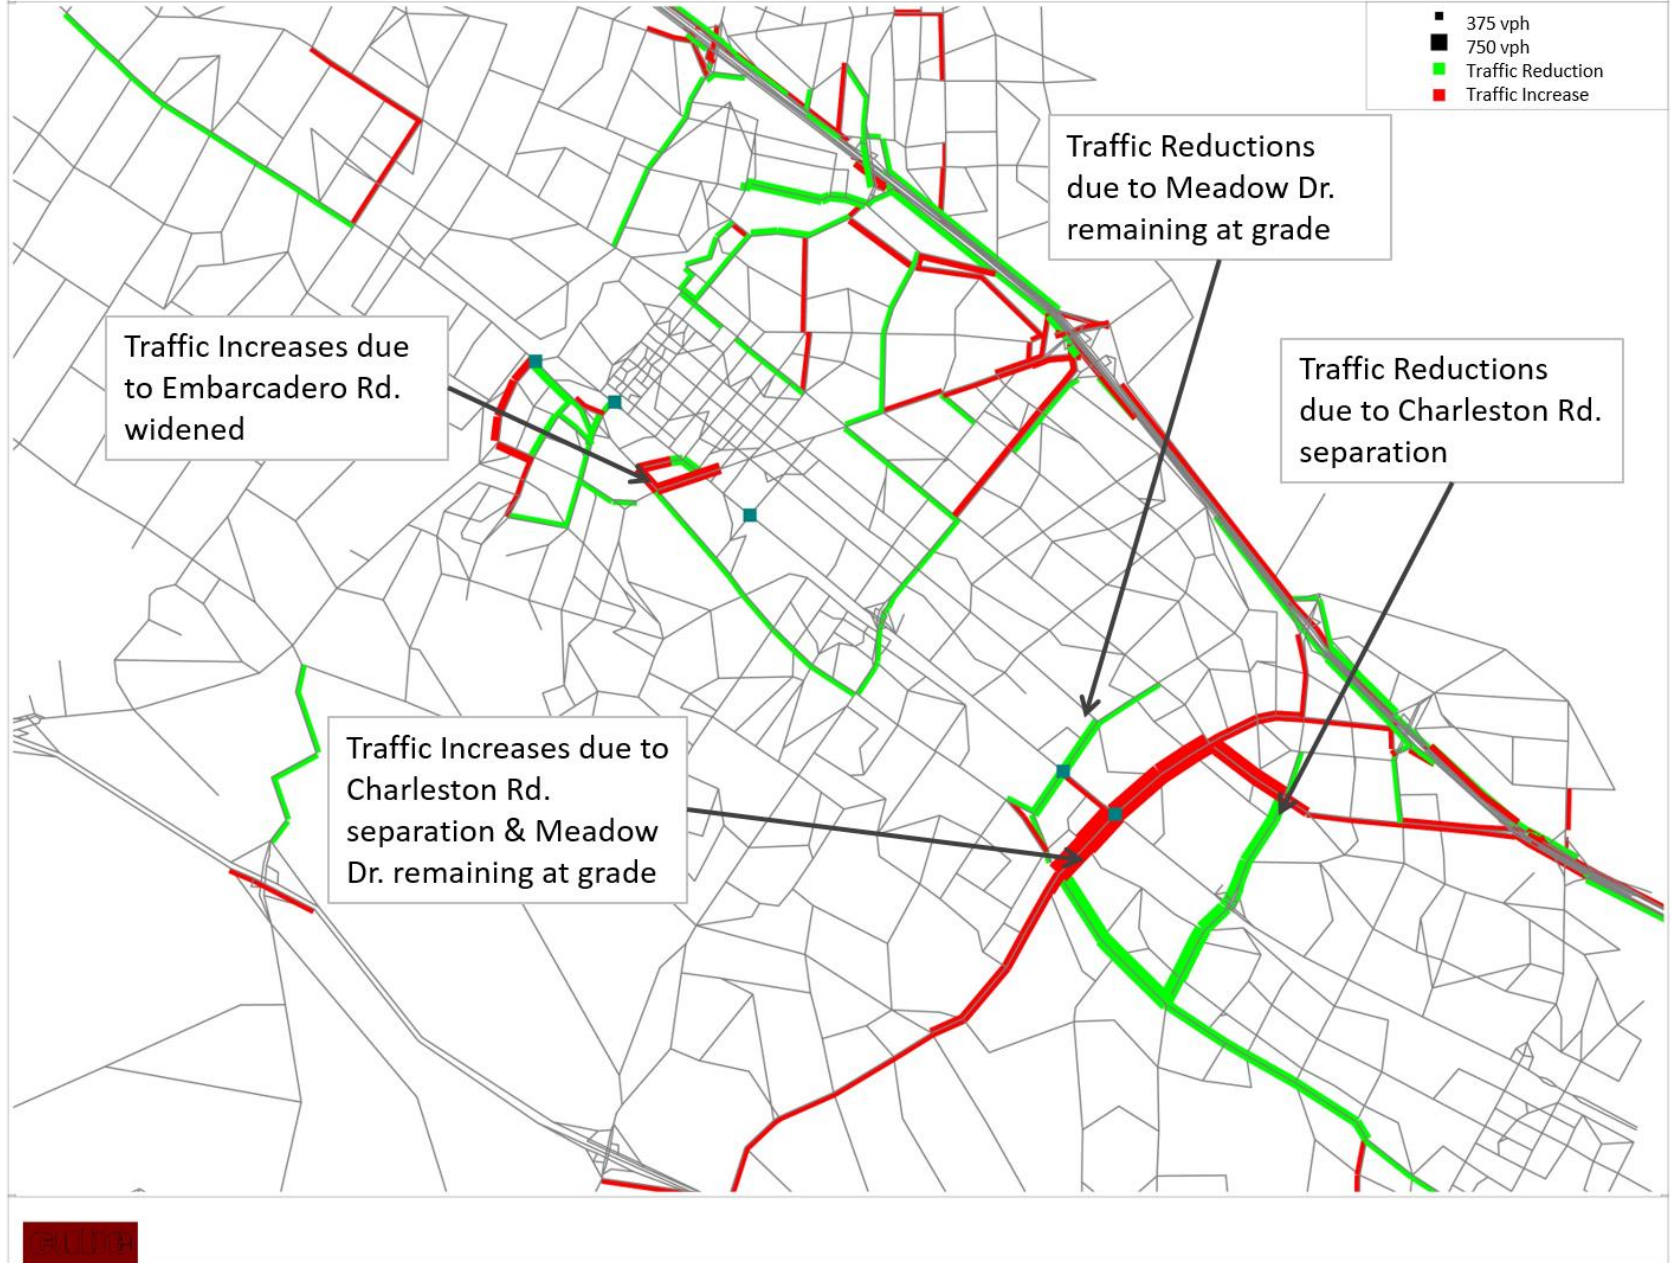 375 vph
750 vph
Traffic Reduction
Traffic Increase
Traffic Reductions
due to Meadow Dr.
remaining at grade
Traffic Increases due
to Embarcadero Rd.
widened
Traffic Reductions
due to Charleston Rd.
separation
Traffic Increases due to
Charleston Rd.
separation & Meadow
Dr. remaining at grade